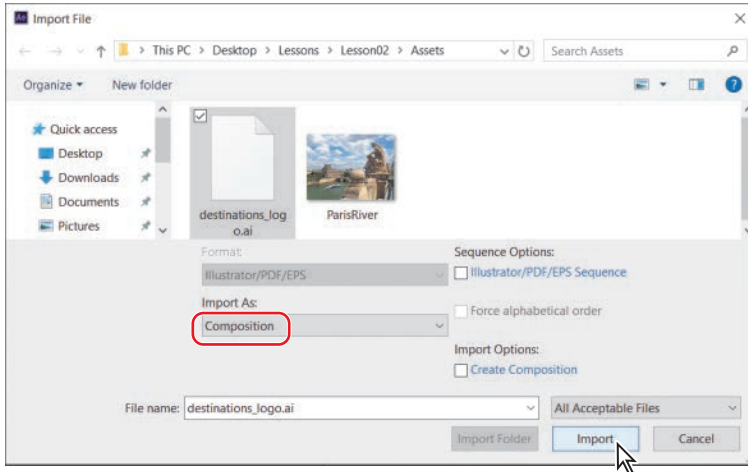 Ae Import File
This PC > Desktop > Lessons > Lesson02 > Assets
Search Assets
Organize
New folder
Quick access
Desktop
Downloads
Documents
Pictures
destinations_log
o.ai
ParisRiver
Format:
Illustrator/PDF/EPS
Import As:
Composition
Sequence Options:
Illustrator/PDF/EPS Sequence
Force alphabetical order
Import Options:
Create Composition
File name: destinations_logo.ai
All Acceptable Files
Import Folder
Import
Cancel